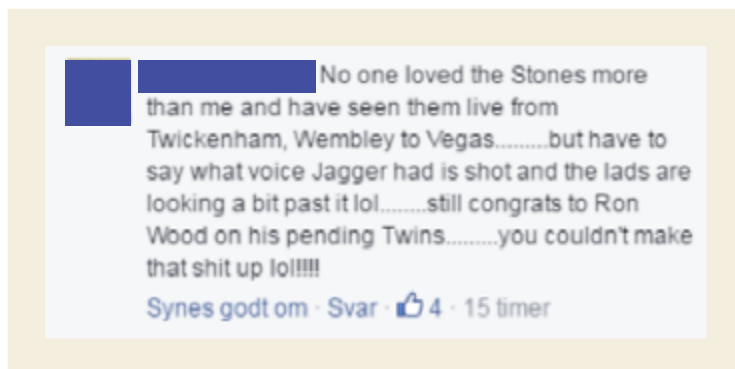 No one loved the Stones more
than me and have seen them live from
Twickenham, Wembley to Vegas.........but have to
say what voice Jagger had is shot and the lads are
looking a bit past it lol........still congrats to Ron
Wood on his pending Twins.........you couldn't make
that shit up lol!!!!
Synes godt om · Svar · 4 · 15 timer